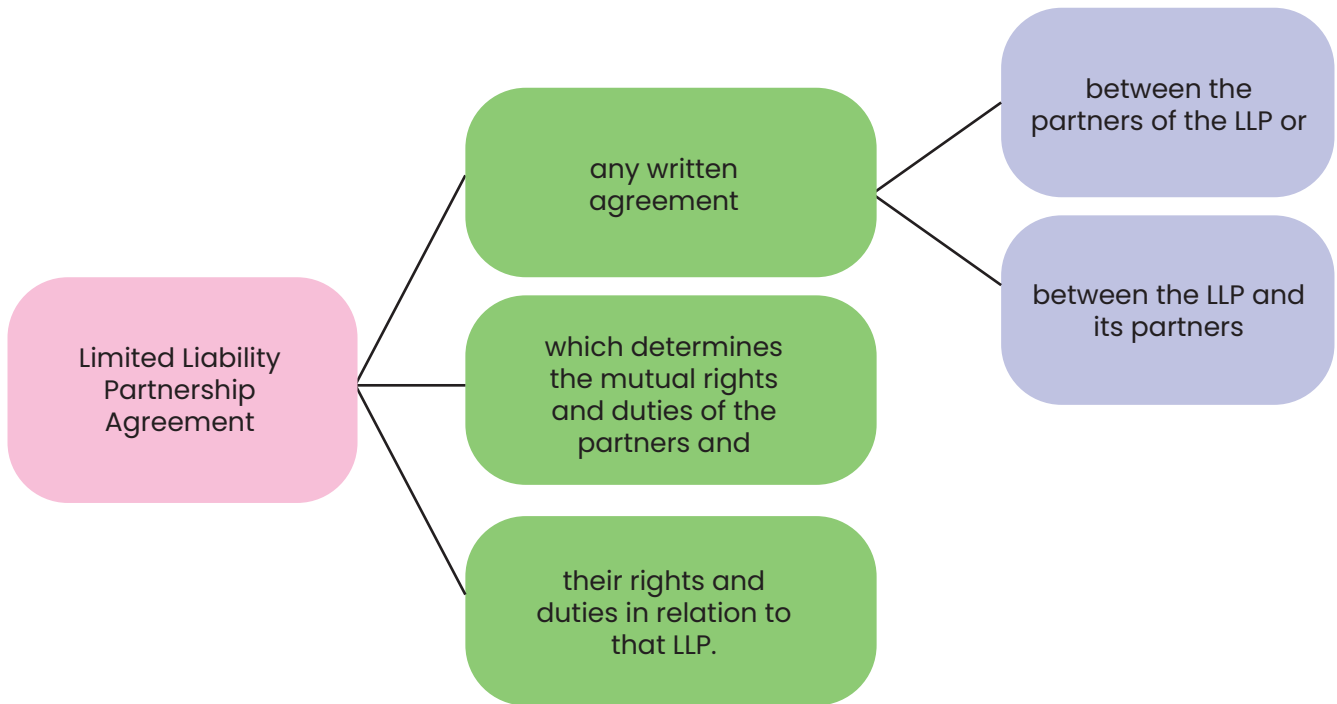 Limited Liability
Partnership
Agreement
any written
agreement
between the
partners of the LLP or
between the LLP and
its partners
which determines
the mutual rights
and duties of the
partners and
their rights and
duties in relation to
that LLP.